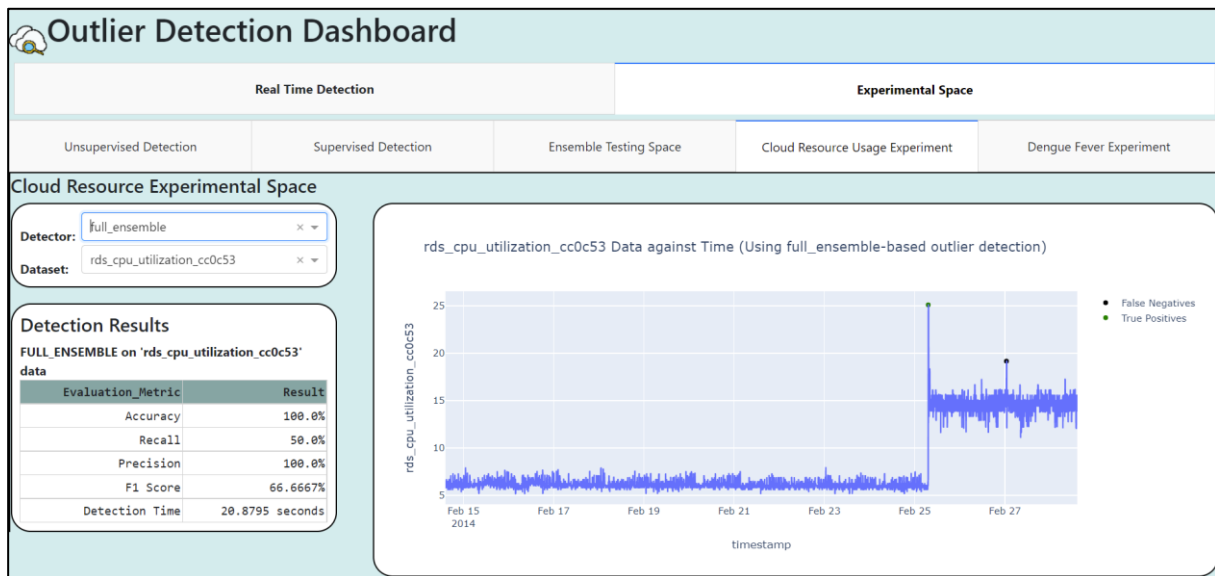 Outlier Detection Dashboard
Real Time Detection
Experimental Space
Unsupervised Detection
Supervised Detection
Ensemble Testing Space
Cloud Resource Usage Experiment
Dengue Fever Experiment
Cloud Resource Experimental Space
Detector: full_ensemble × ▾
Dataset: rds_cpu_utilization_cc0c53 × ▾
Detection Results
FULL_ENSEMBLE on 'rds_cpu_utilization_cc0c53'
data
Evaluation_Metric Result
Accuracy 100.0%
Recall 50.0%
Precision 100.0%
F1 Score 66.6667%
Detection Time 20.8795 seconds
rds_cpu_utilization_cc0c53 Data against Time (Using full_ensemble-based outlier detection)
rds_cpu_utilization_cc0c53
25
20
15
10
5
Feb 15 Feb 17 Feb 19 Feb 21 Feb 23 Feb 25 Feb 27
2014
timestamp
False Negatives
True Positives